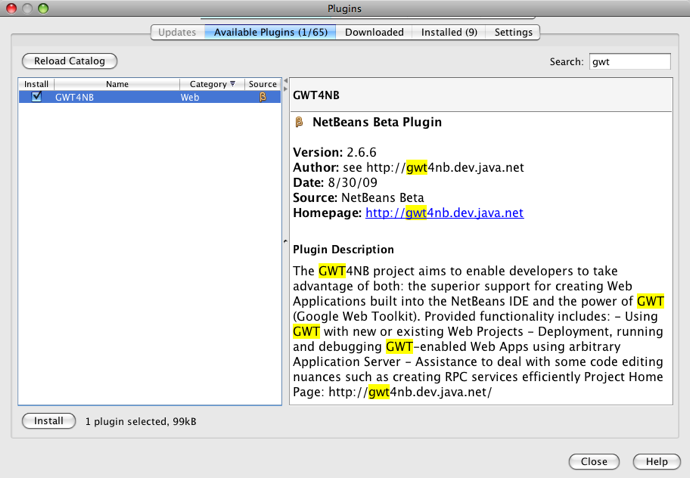 Plugins
Updates Available Plugins (1/65) Downloaded Installed (9) Settings
Reload Catalog Search: gwt
Install Name Category Source
GWT4NB Web β
GWT4NB
β NetBeans Beta Plugin
Version: 2.6.6
Author: see http://gwt4nb.dev.java.net
Date: 8/30/09
Source: NetBeans Beta
Homepage: http://gwt4nb.dev.java.net
Plugin Description
The GWT4NB project aims to enable developers to take
advantage of both: the superior support for creating Web
Applications built into the NetBeans IDE and the power of GWT
(Google Web Toolkit). Provided functionality includes: - Using
GWT with new or existing Web Projects - Deployment, running
and debugging GWT-enabled Web Apps using arbitrary
Application Server - Assistance to deal with some code editing
nuances such as creating RPC services efficiently Project Home
Page: http://gwt4nb.dev.java.net/
Install 1 plugin selected, 99kB
Close Help